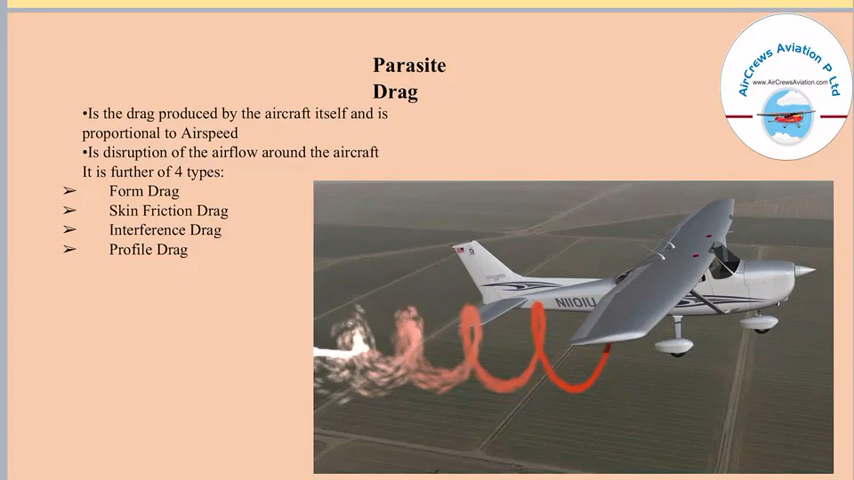 Parasite
Drag
•Is the drag produced by the aircraft itself and is
proportional to Airspeed
•Is disruption of the airflow around the aircraft
It is further of 4 types:
➢ Form Drag
➢ Skin Friction Drag
➢ Interference Drag
➢ Profile Drag
AirCrews Aviation P Ltd
www.AirCrewsAviation.com
N1101U